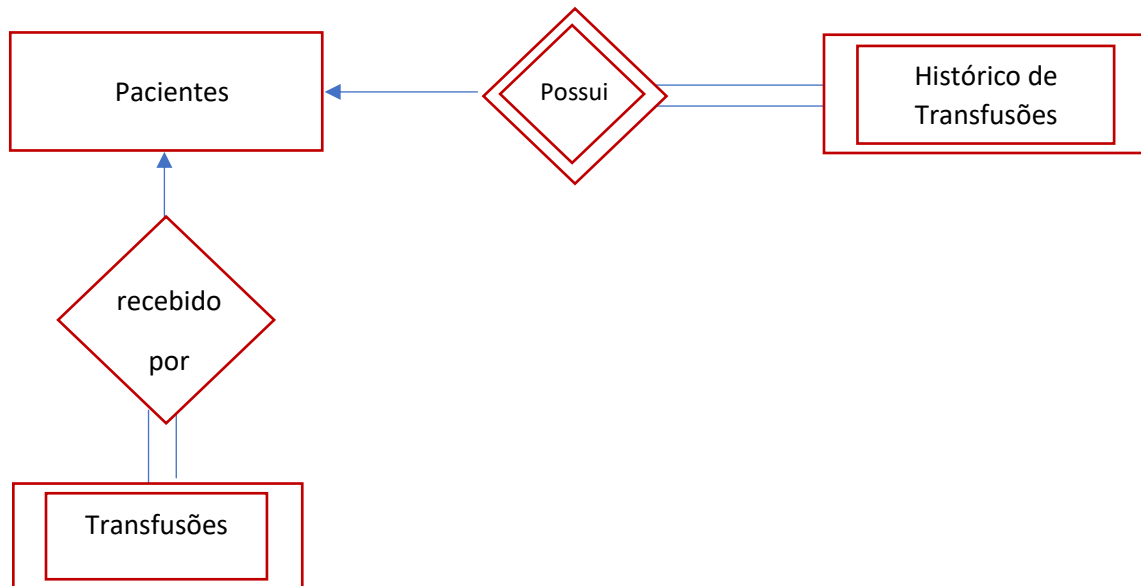 Pacientes
Possui
Histórico de
Transfusões
recebido
por
Transfusões